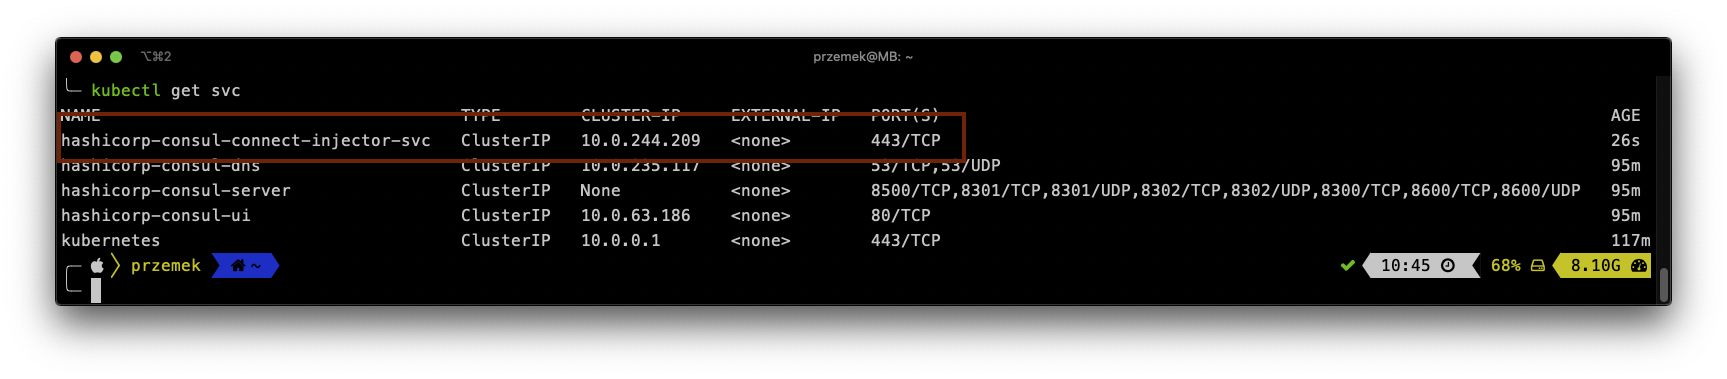 ⌥⌘2 przemek@MB: ~
kubectl get svc
NAME TYPE CLUSTER-IP EXTERNAL-IP PORT(S) AGE
hashicorp-consul-connect-injector-svc ClusterIP 10.0.244.209 <none> 443/TCP 26s
hashicorp-consul-dns ClusterIP 10.0.235.117 <none> 53/TCP,53/UDP 95m
hashicorp-consul-server ClusterIP None <none> 8500/TCP,8301/TCP,8301/UDP,8302/TCP,8302/UDP,8300/TCP,8600/TCP,8600/UDP 95m
hashicorp-consul-ui ClusterIP 10.0.63.186 <none> 80/TCP 95m
kubernetes ClusterIP 10.0.0.1 <none> 443/TCP 117m
przemek ~ 10:45 68% 8.10G